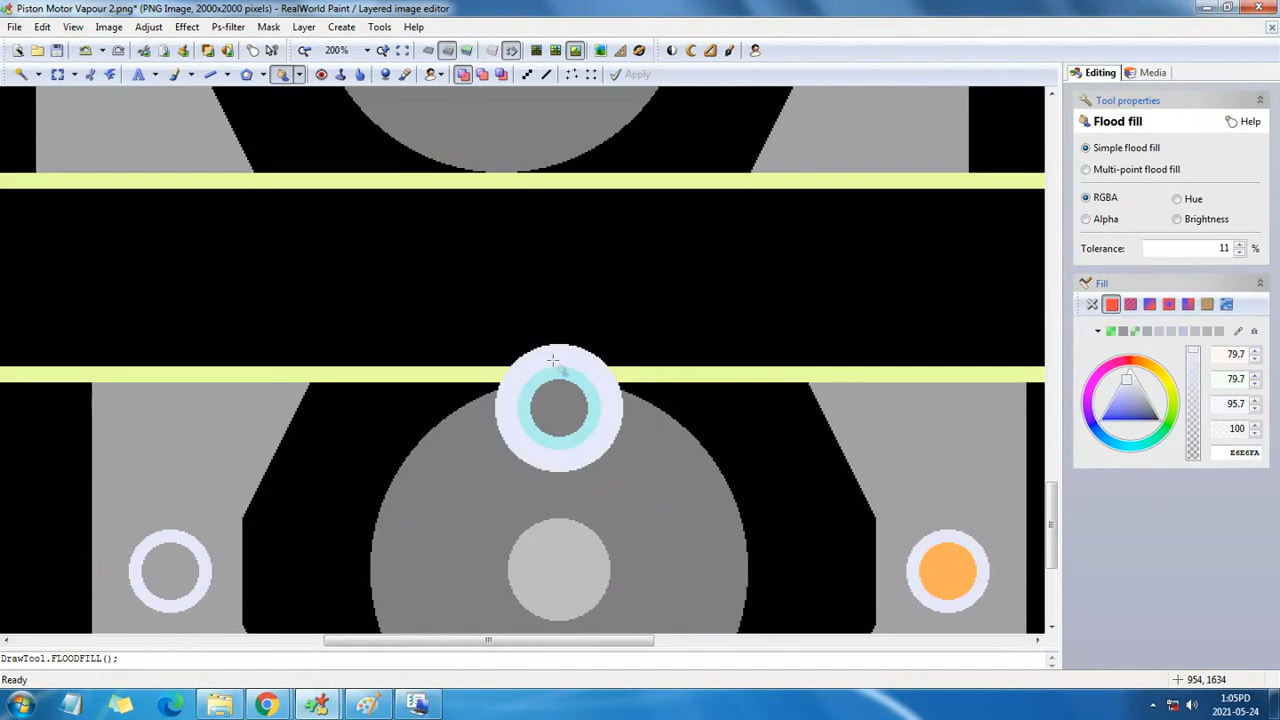 Piston Motor Vapour 2.png* (PNG Image, 2000x2000 pixels) - RealWorld Paint / Layered image editor
File Edit View Image Adjust Effect Ps-filter Mask Layer Create Tools Help
200%
Apply
Editing Media
Tool properties
Flood fill Help
Simple flood fill
Multi-point flood fill
RGBA Hue
Alpha Brightness
Tolerance: 11 %
Fill
79.7
79.7
95.7
100
E6E6FA
DrawTool.FLOODFILL();
Ready 954, 1634
1:05PD
2021-05-24